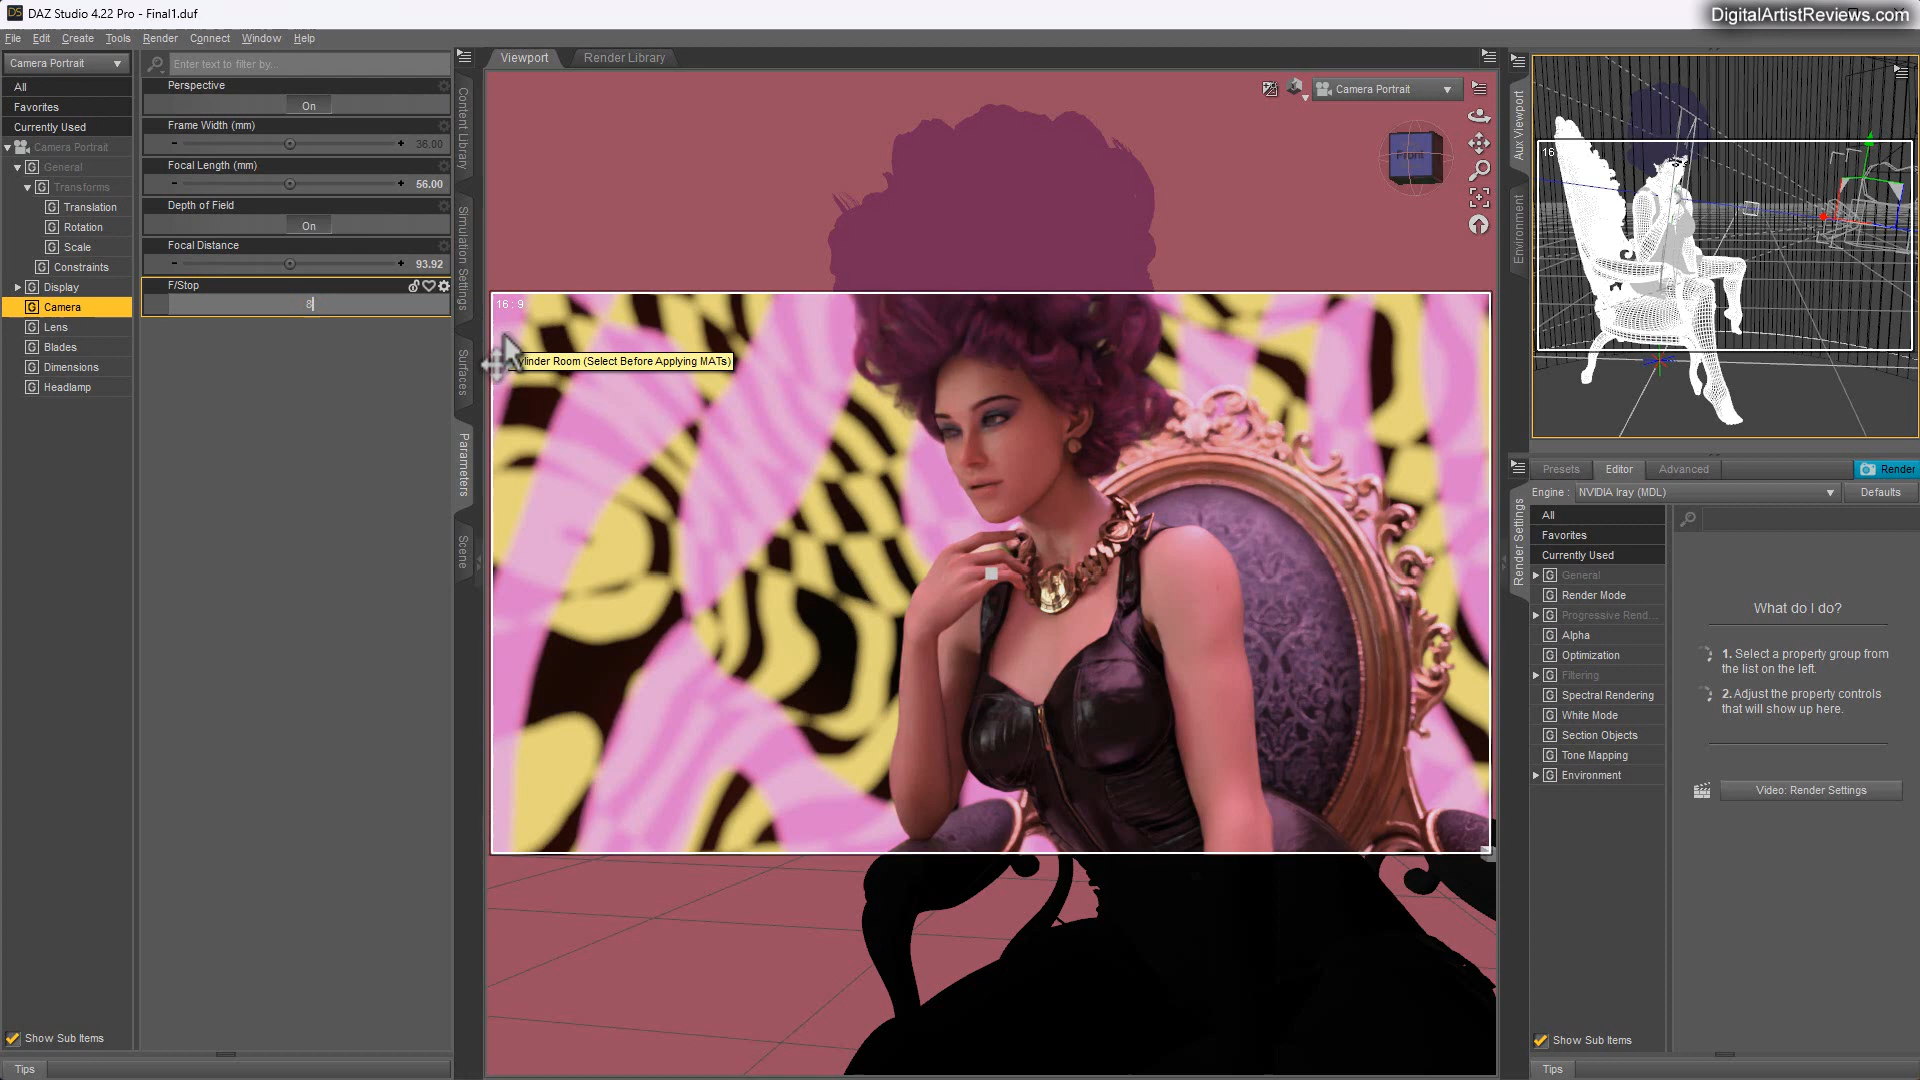 DS DAZ Studio 4.22 Pro - Final1.duf
DigitalArtistReviews.com
File Edit Create Tools Render Connect Window Help
Camera Portrait
All
Favorites
Currently Used
Camera Portrait
General
Transforms
Translation
Rotation
Scale
Constraints
Display
Camera
Lens
Blades
Dimensions
Headlamp
Show Sub Items
Tips
Enter text to filter by...
Perspective
On
Frame Width (mm)
36.00
Focal Length (mm)
56.00
Depth of Field
On
Focal Distance
93.92
F/Stop
8
Content Library
Simulation Settings
Surfaces
Parameters
Scene
Viewport Render Library
Camera Portrait
Front
16 : 9
ylinder Room (Select Before Applying MATs)
Aux Viewport
Environment
16
Render Settings
Presets Editor Advanced Render
Engine : NVIDIA Iray (MDL) Defaults
All
Favorites
Currently Used
General
Render Mode
Progressive Rend...
Alpha
Optimization
Filtering
Spectral Rendering
White Mode
Section Objects
Tone Mapping
Environment
What do I do?
1. Select a property group from
the list on the left.
2. Adjust the property controls
that will show up here.
Video: Render Settings
Show Sub Items
Tips